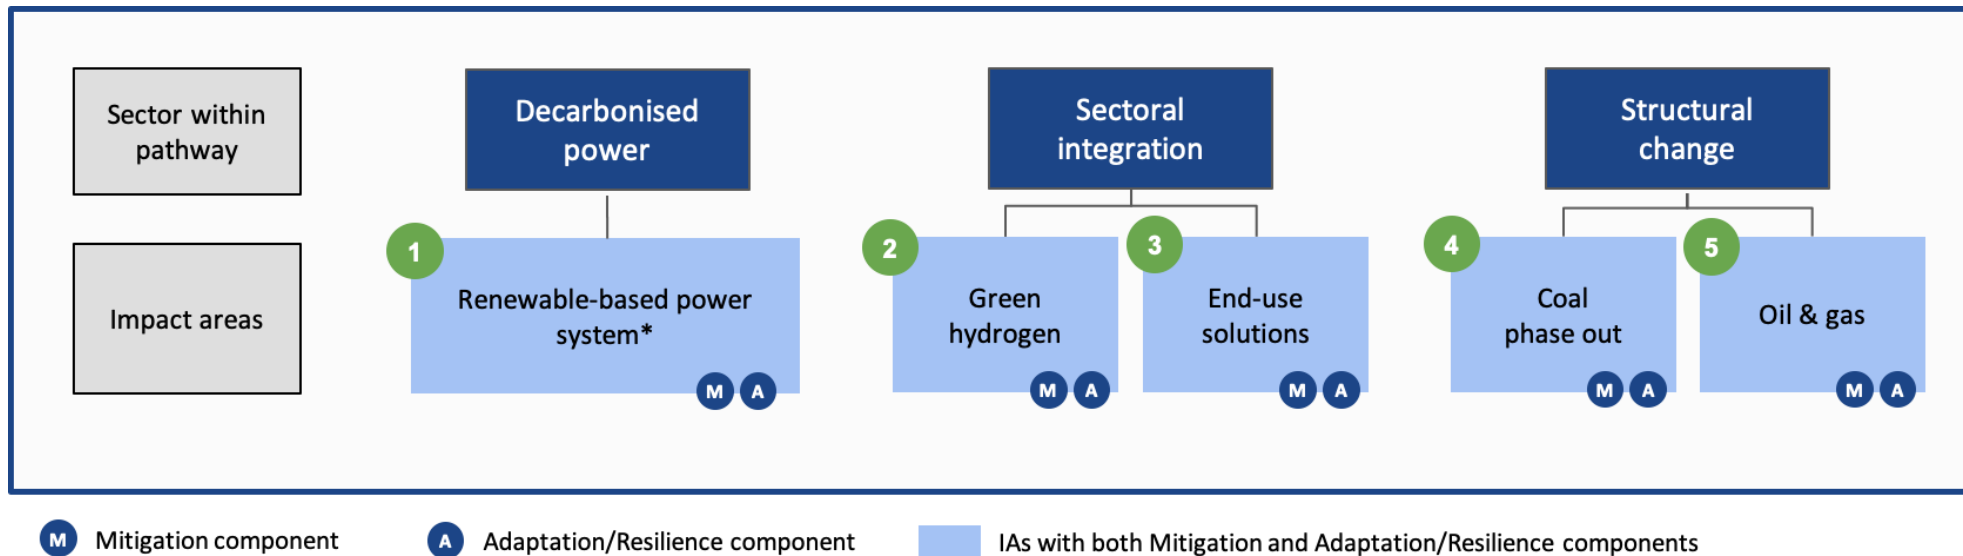 Sector within
pathway
Decarbonised
power
Sectoral
integration
Structural
change
Impact areas
1
Renewable-based power
system*
M A
2
Green
hydrogen
M A
3
End-use
solutions
M A
4
Coal
phase out
M A
5
Oil & gas
M A
M Mitigation component
A Adaptation/Resilience component
IAs with both Mitigation and Adaptation/Resilience components